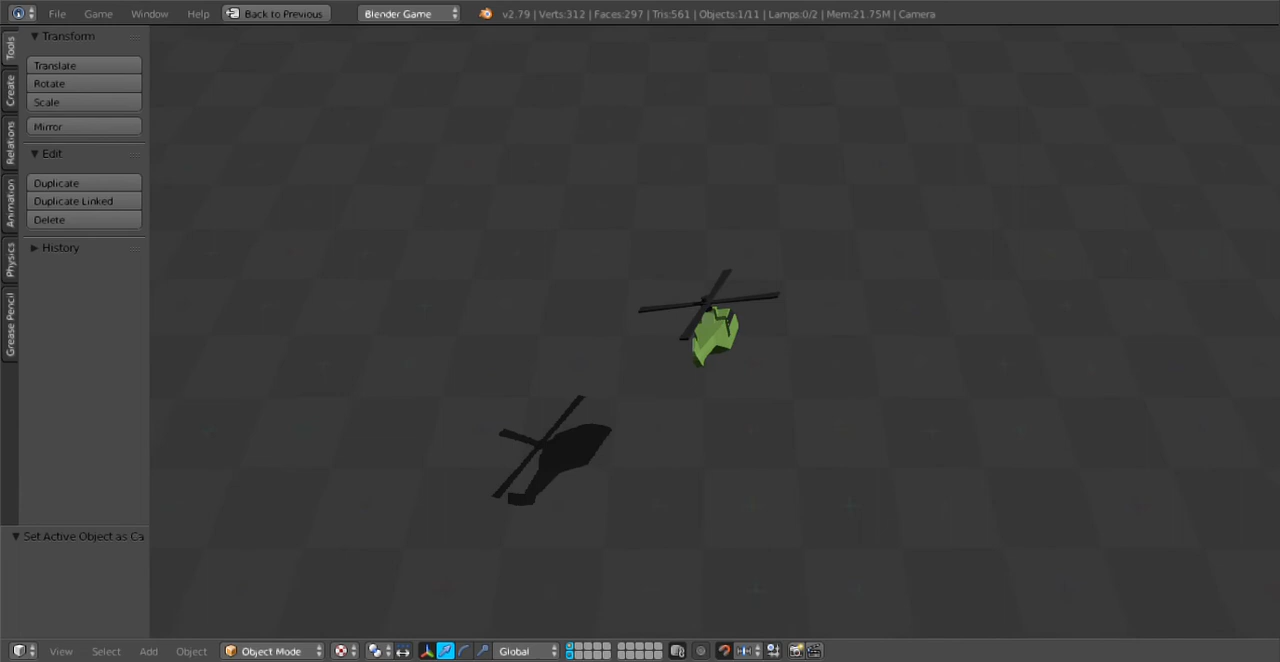 File Game Window Help Back to Previous Blender Game v2.79 | Verts:312 | Faces:297 | Tris:561 | Objects:1/11 | Lamps:0/2 | Mem:21.75M | Camera
Tools
Create
Relations
Animation
Physics
Grease Pencil
Transform
Translate
Rotate
Scale
Mirror
Edit
Duplicate
Duplicate Linked
Delete
History
Set Active Object as Ca
View Select Add Object Object Mode Global